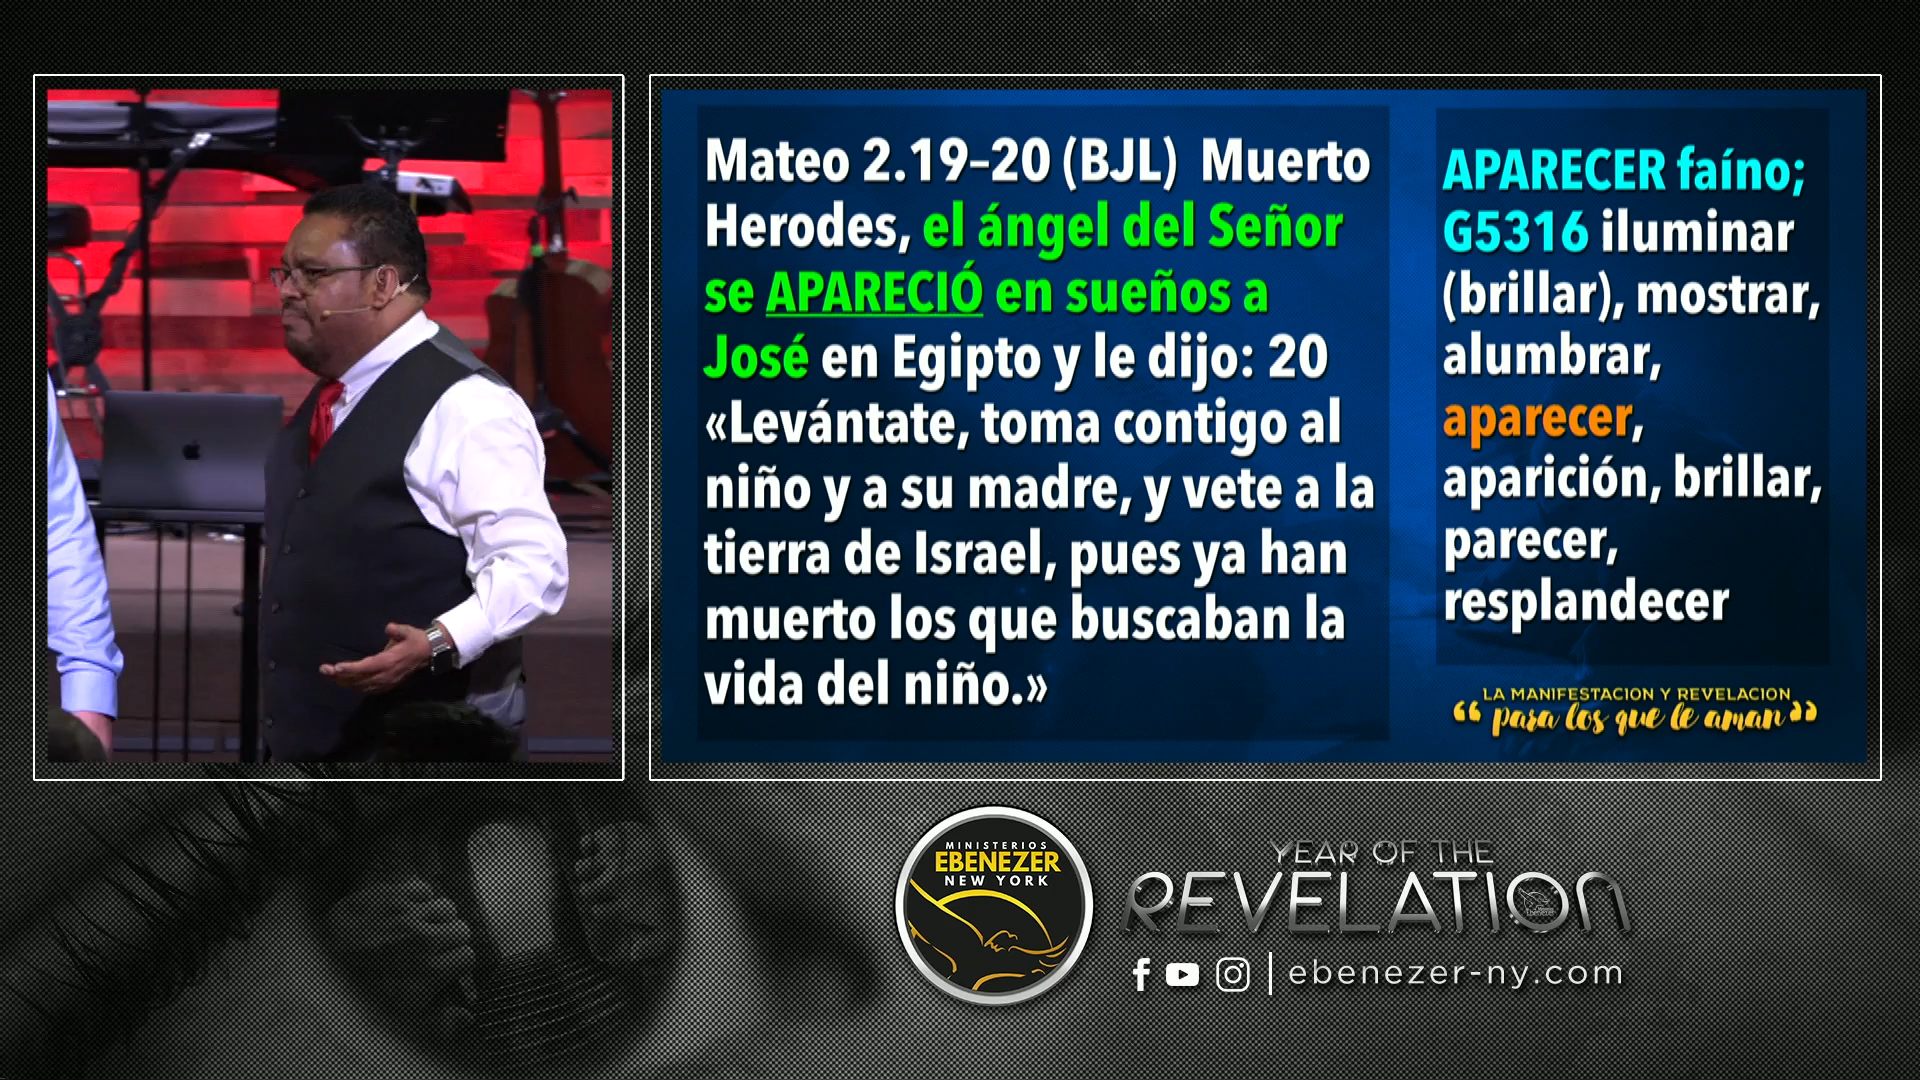 Mateo 2.19–20 (BJL) Muerto
Herodes, el ángel del Señor
se APARECIÓ en sueños a
José en Egipto y le dijo: 20
«Levántate, toma contigo al
niño y a su madre, y vete a la
tierra de Israel, pues ya han
muerto los que buscaban la
vida del niño.»
APARECER faíno;
G5316 iluminar
(brillar), mostrar,
alumbrar,
aparecer,
aparición, brillar,
parecer,
resplandecer
LA MANIFESTACION Y REVELACION
“ para los que le aman ”
MINISTERIOS
EBENEZER
NEW YORK
YEAR OF THE
REVELATION
ebenezer-ny.com